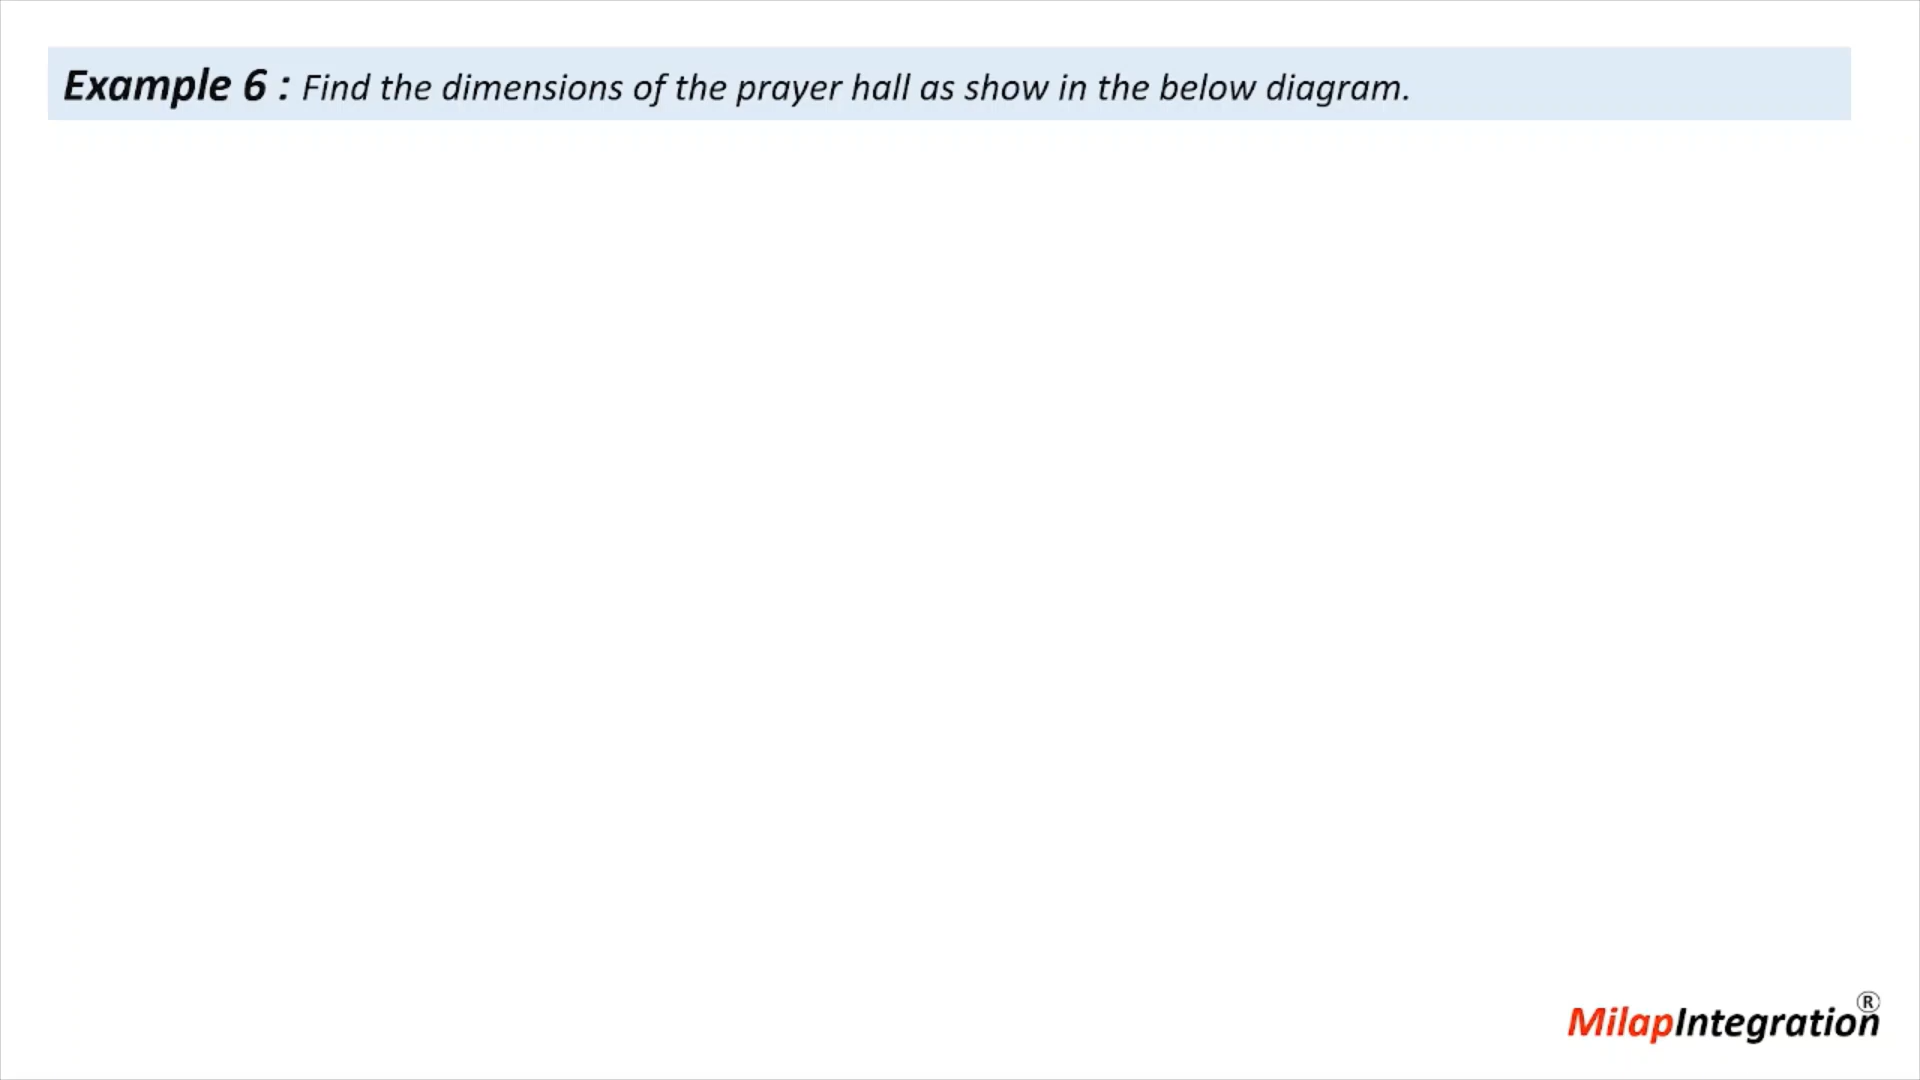 Example 6 : Find the dimensions of the prayer hall as show in the below diagram.
MilapIntegration®